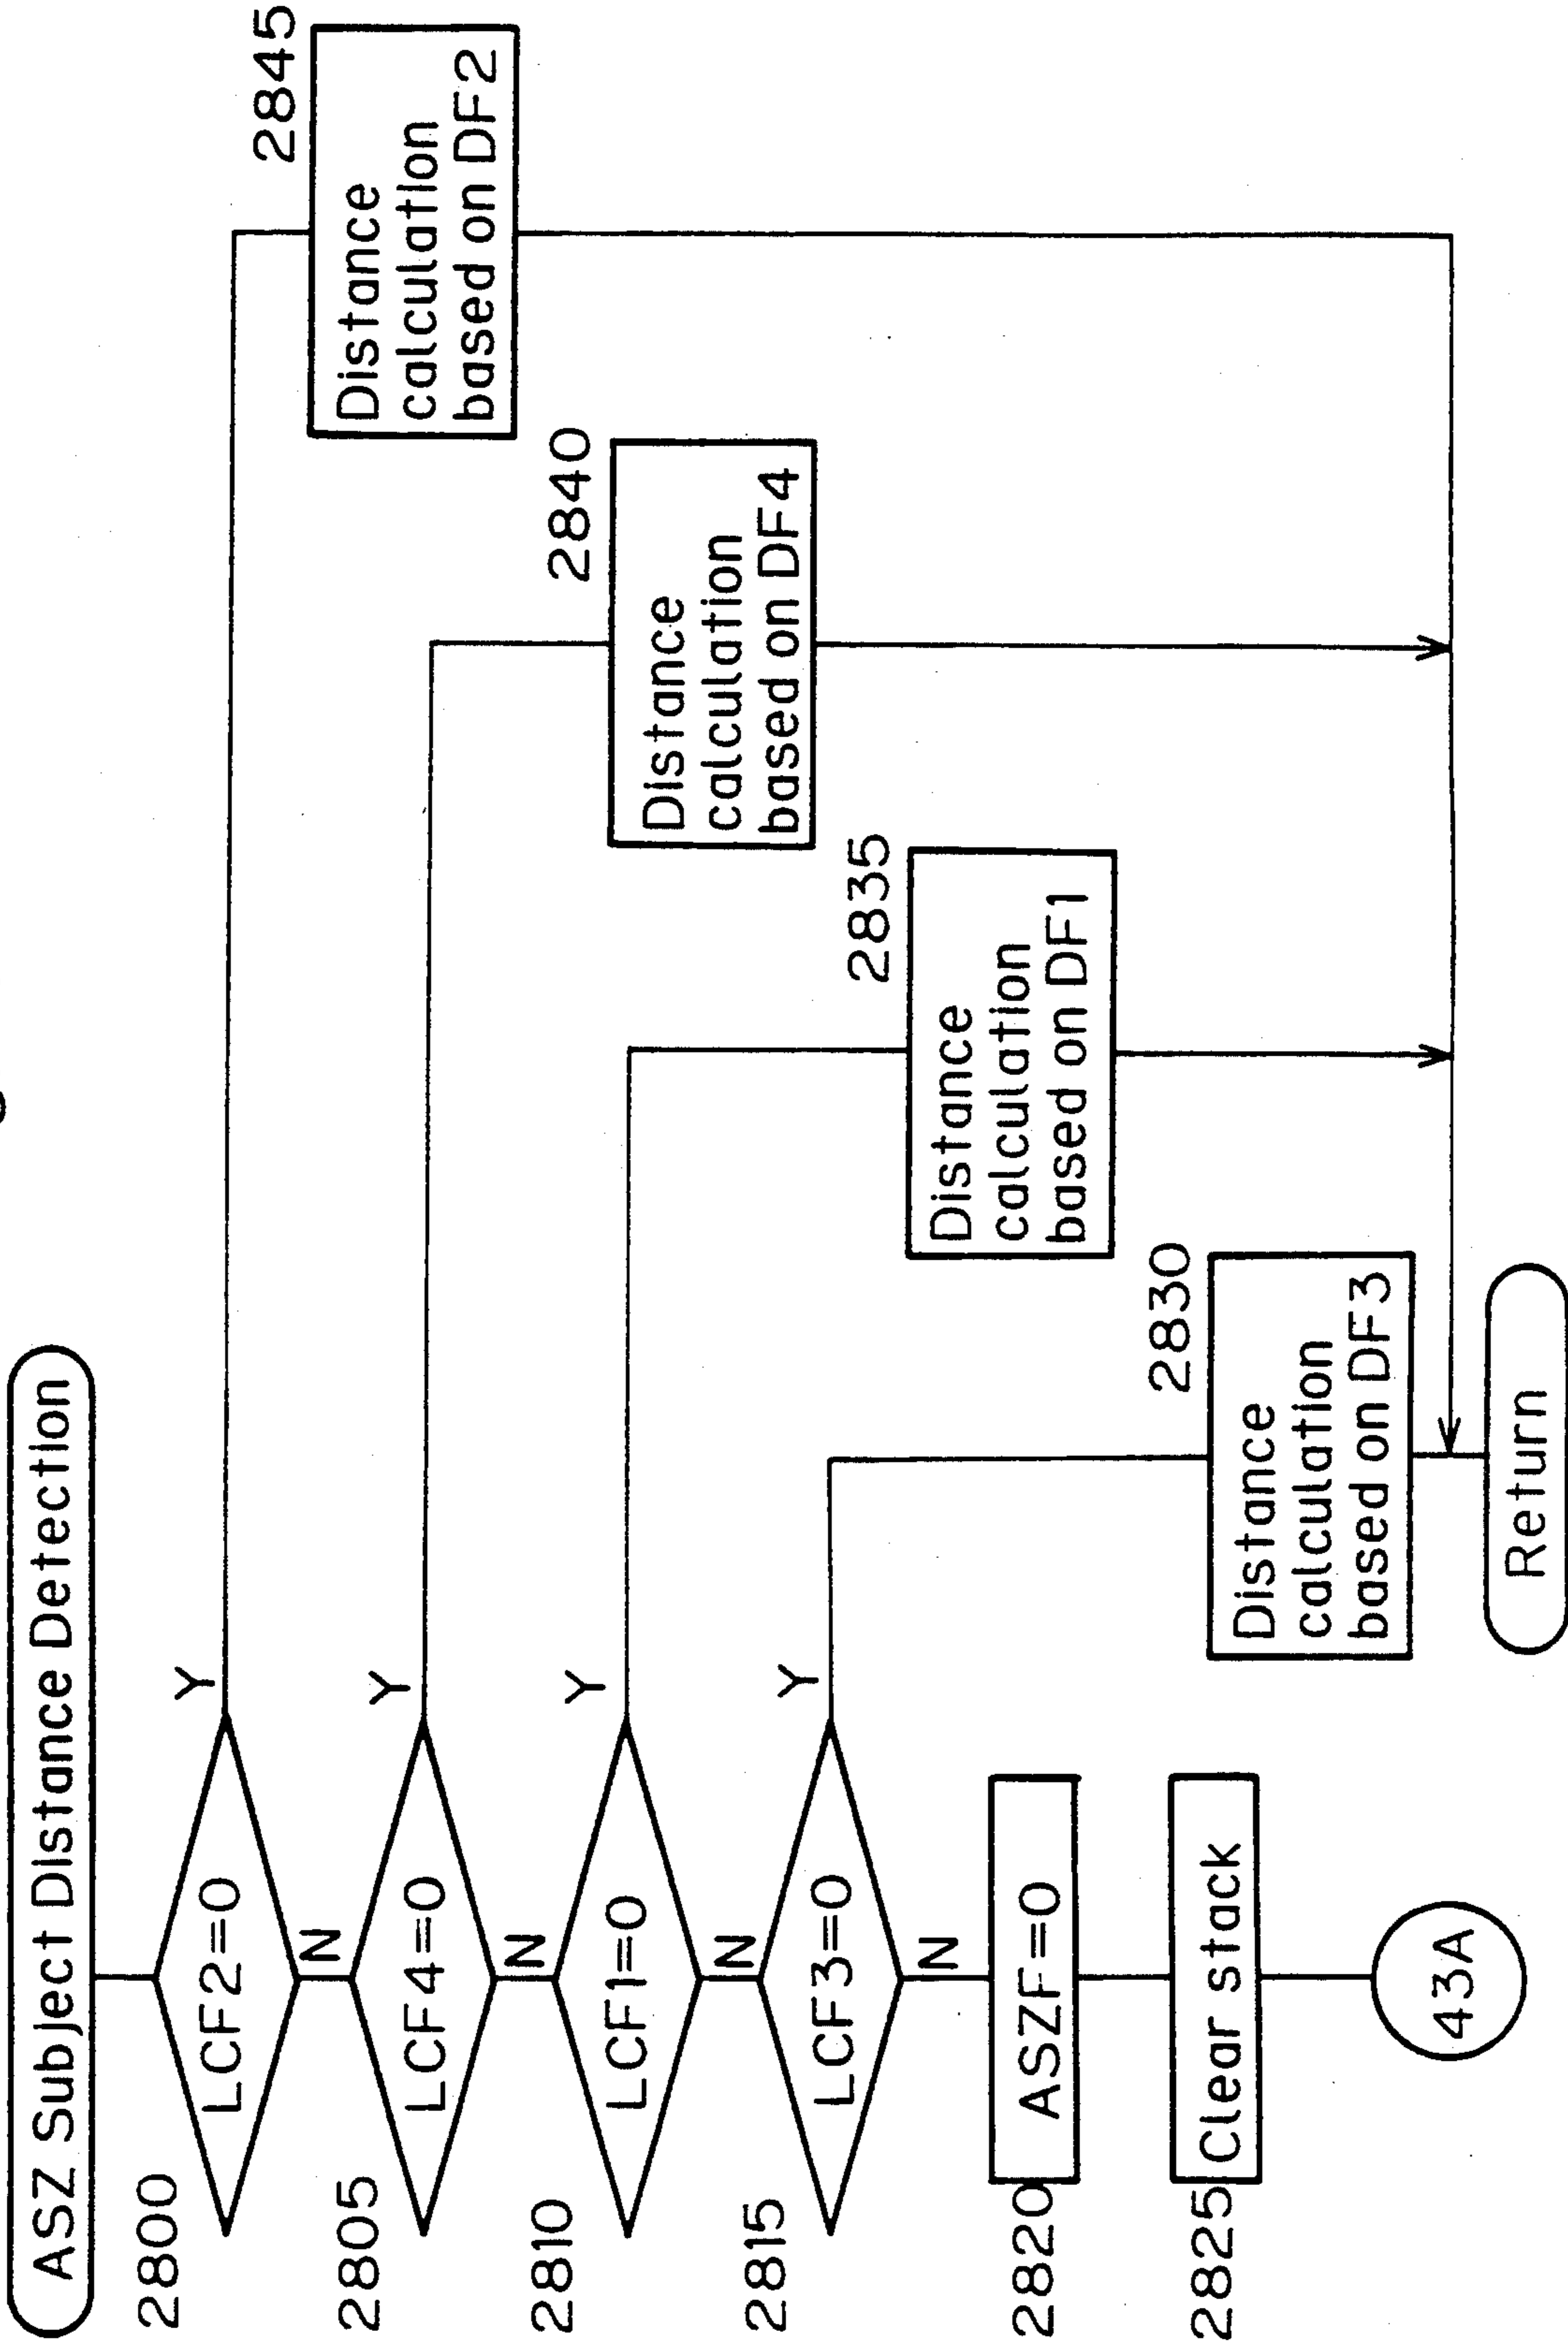 ASZ Subject Distance Detection
2800
LCF2=0
Y
N
2805
LCF4=0
Y
N
2810
LCF1=0
Y
N
2815
LCF3=0
Y
N
2820
ASZF=0
2825
Clear stack
43A
2830
Distance
calculation
based on DF3
2835
Distance
calculation
based on DF1
2840
Distance
calculation
based on DF4
2845
Distance
calculation
based on DF2
Return